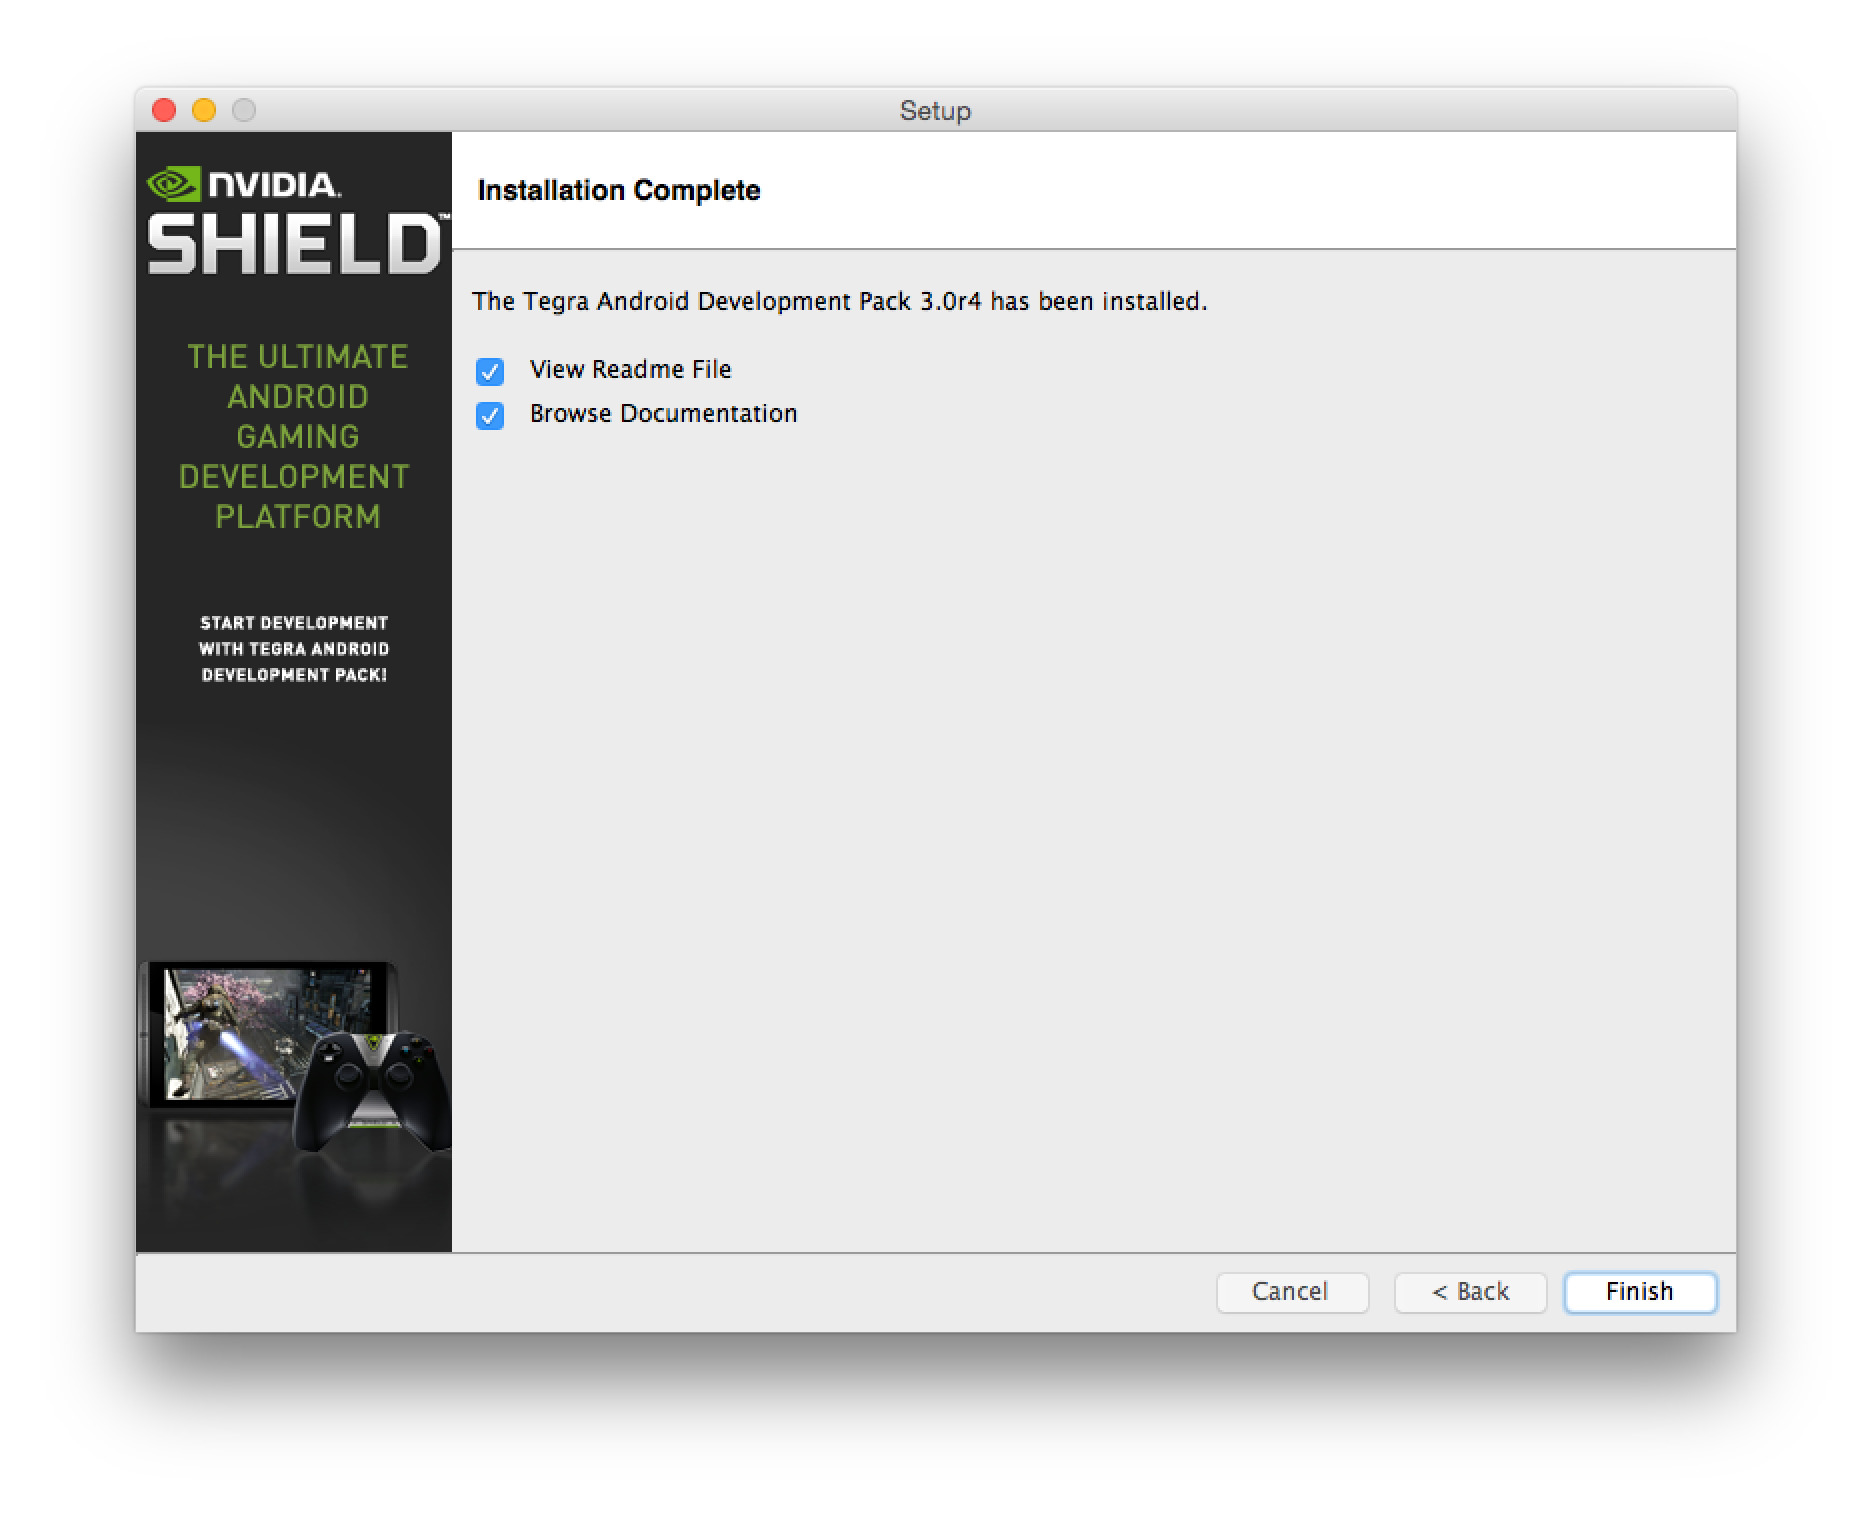 Setup
NVIDIA.
SHIELD™
THE ULTIMATE
ANDROID
GAMING
DEVELOPMENT
PLATFORM
START DEVELOPMENT
WITH TEGRA ANDROID
DEVELOPMENT PACK!
Installation Complete
The Tegra Android Development Pack 3.0r4 has been installed.
View Readme File
Browse Documentation
Cancel
< Back
Finish